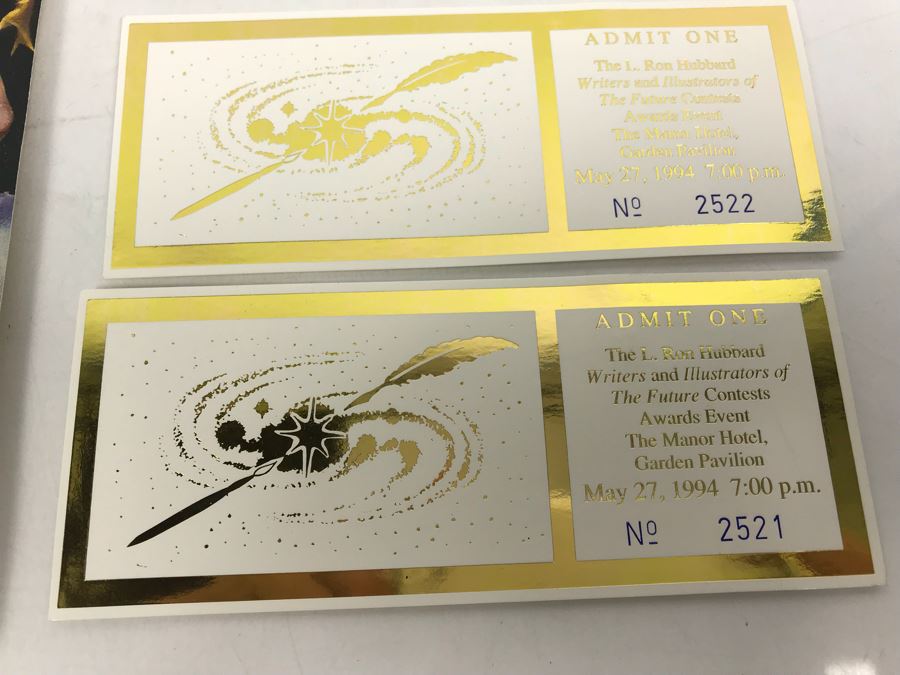 ADMIT ONE
The L. Ron Hubbard
Writers and Illustrators of
The Future Contests
Awards Event
The Manor Hotel,
Garden Pavilion
May 27, 1994 7:00 p.m.
Nº 2522
ADMIT ONE
The L. Ron Hubbard
Writers and Illustrators of
The Future Contests
Awards Event
The Manor Hotel,
Garden Pavilion
May 27, 1994 7:00 p.m.
Nº 2521